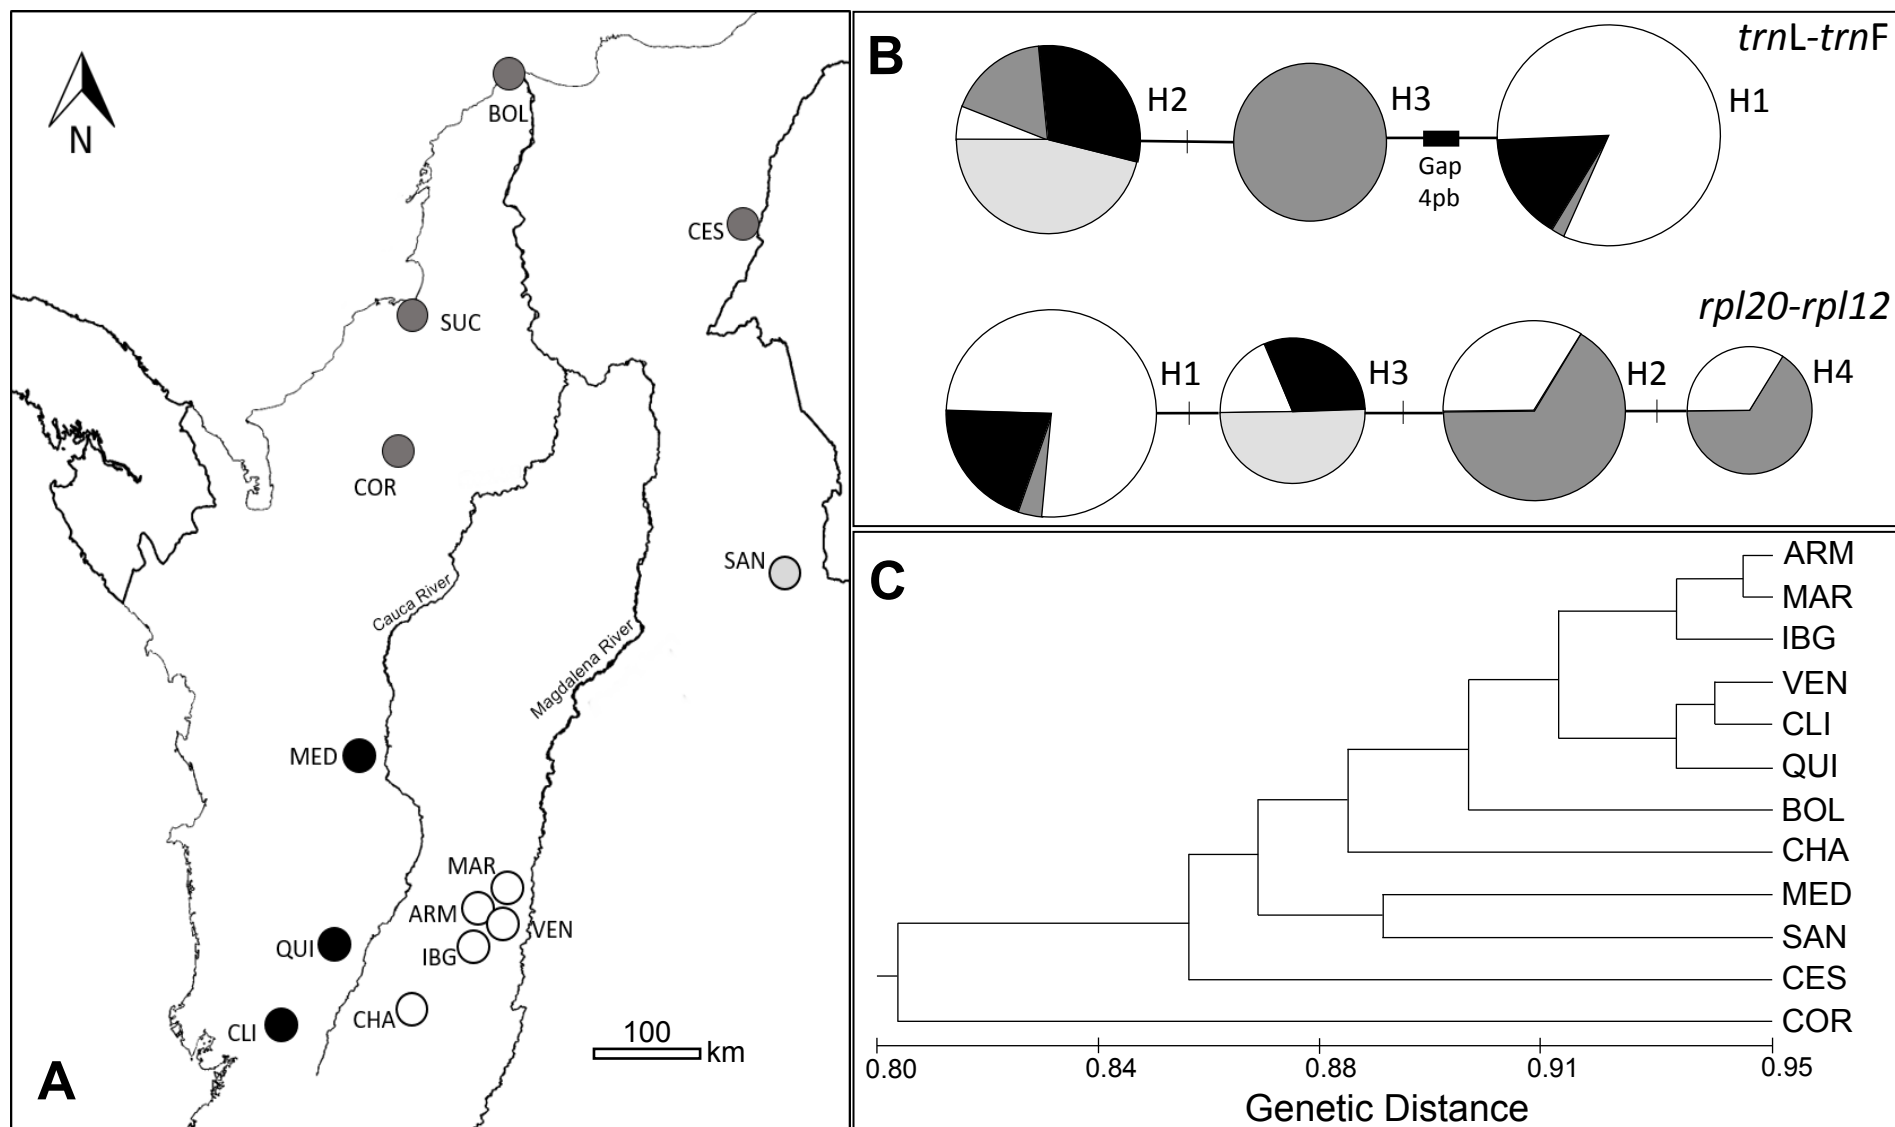 N
BOL
CES
SUC
COR
SAN
Cauca River
Magdalena River
MED
MAR
ARM
VEN
QUI
IBG
CHA
CLI
100
km
A
B
trnL-trnF
H2
H3
H1
Gap
4pb
rpl20-rpl12
H1
H3
H2
H4
C
ARM
MAR
IBG
VEN
CLI
QUI
BOL
CHA
MED
SAN
CES
COR
0.80 0.84 0.88 0.91 0.95
Genetic Distance